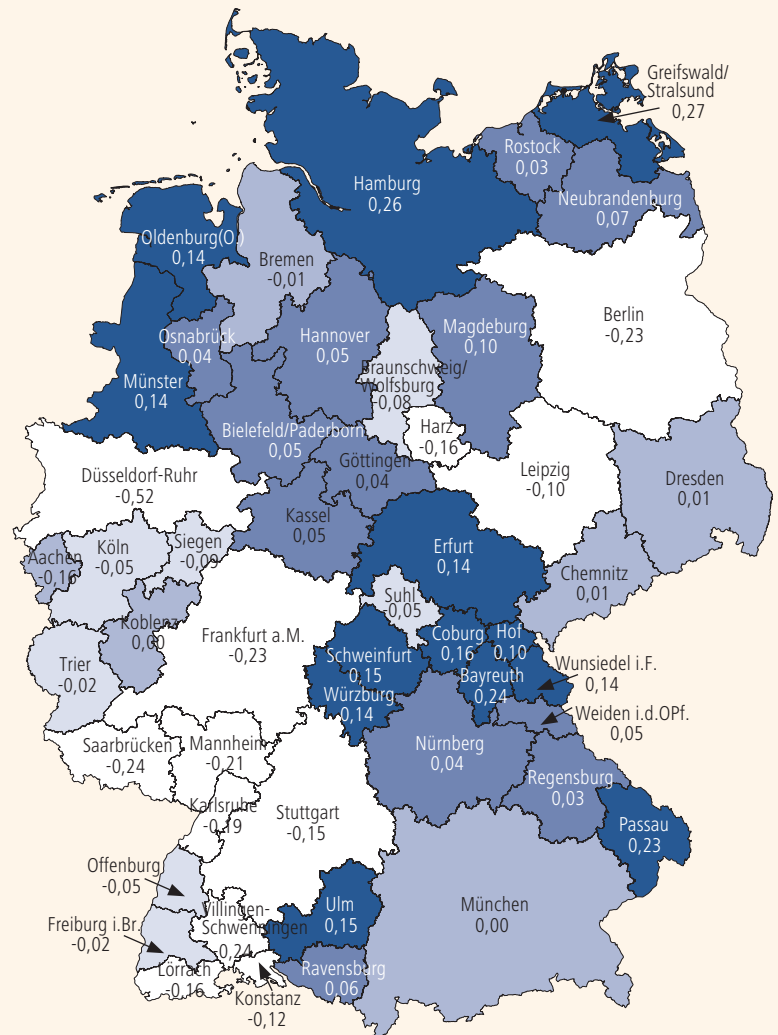 Greifswald/
Stralsund
0,27
Rostock
0,03
Hamburg
0,26
Neubrandenburg
0,07
Oldenburg(O.)
0,14
Bremen
-0,01
Berlin
-0,23
Osnabrück
0,04
Hannover
0,05
Magdeburg
0,10
Münster
0,14
Braunschweig/
Wolfsburg
-0,08
Bielefeld/Paderborn
0,05
Harz
-0,16
Göttingen
0,04
Düsseldorf-Ruhr
-0,52
Leipzig
-0,10
Dresden
0,01
Kassel
0,05
Aachen
-0,16
Köln
-0,05
Siegen
-0,09
Erfurt
0,14
Chemnitz
0,01
Suhl
-0,05
Koblenz
0,00
Frankfurt a.M.
-0,23
Coburg
0,16
Hof
0,10
Trier
-0,02
Schweinfurt
0,15
Bayreuth
0,24
Wunsiedel i.F.
0,14
Würzburg
0,14
Weiden i.d.OPf.
0,05
Saarbrücken
-0,24
Mannheim
-0,21
Nürnberg
0,04
Regensburg
0,03
Karlsruhe
-0,19
Stuttgart
-0,15
Passau
0,23
Offenburg
-0,05
Villingen-
Schwenningen
-0,24
Ulm
0,15
München
0,00
Freiburg i.Br.
-0,02
Lörrach
-0,16
Ravensburg
0,06
Konstanz
-0,12